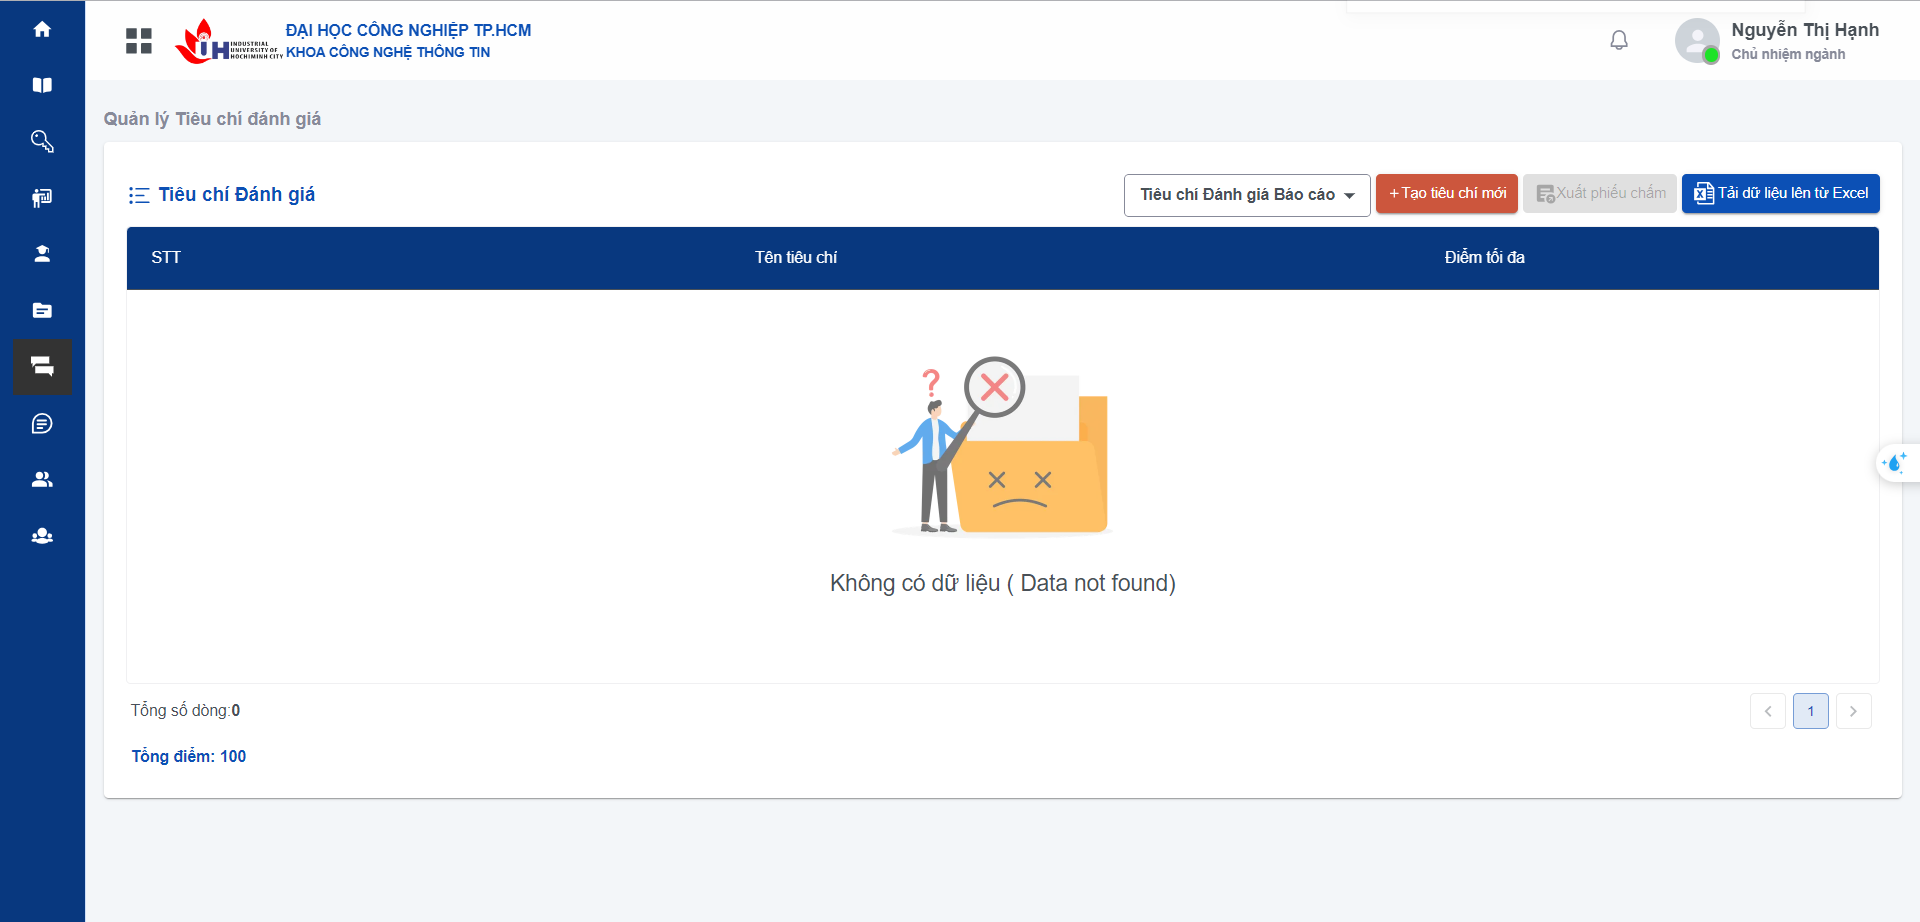 ĐẠI HỌC CÔNG NGHIỆP TP.HCM
KHOA CÔNG NGHỆ THÔNG TIN
IUH
INDUSTRIAL
UNIVERSITY OF
HOCHIMINH CITY
Nguyễn Thị Hạnh
Chủ nhiệm ngành
Quản lý Tiêu chí đánh giá
Tiêu chí Đánh giá
Tiêu chí Đánh giá Báo cáo
+ Tạo tiêu chí mới
Xuất phiếu chấm
Tải dữ liệu lên từ Excel
STT
Tên tiêu chí
Điểm tối đa
?
Không có dữ liệu ( Data not found)
Tổng số dòng:0
1
Tổng điểm: 100